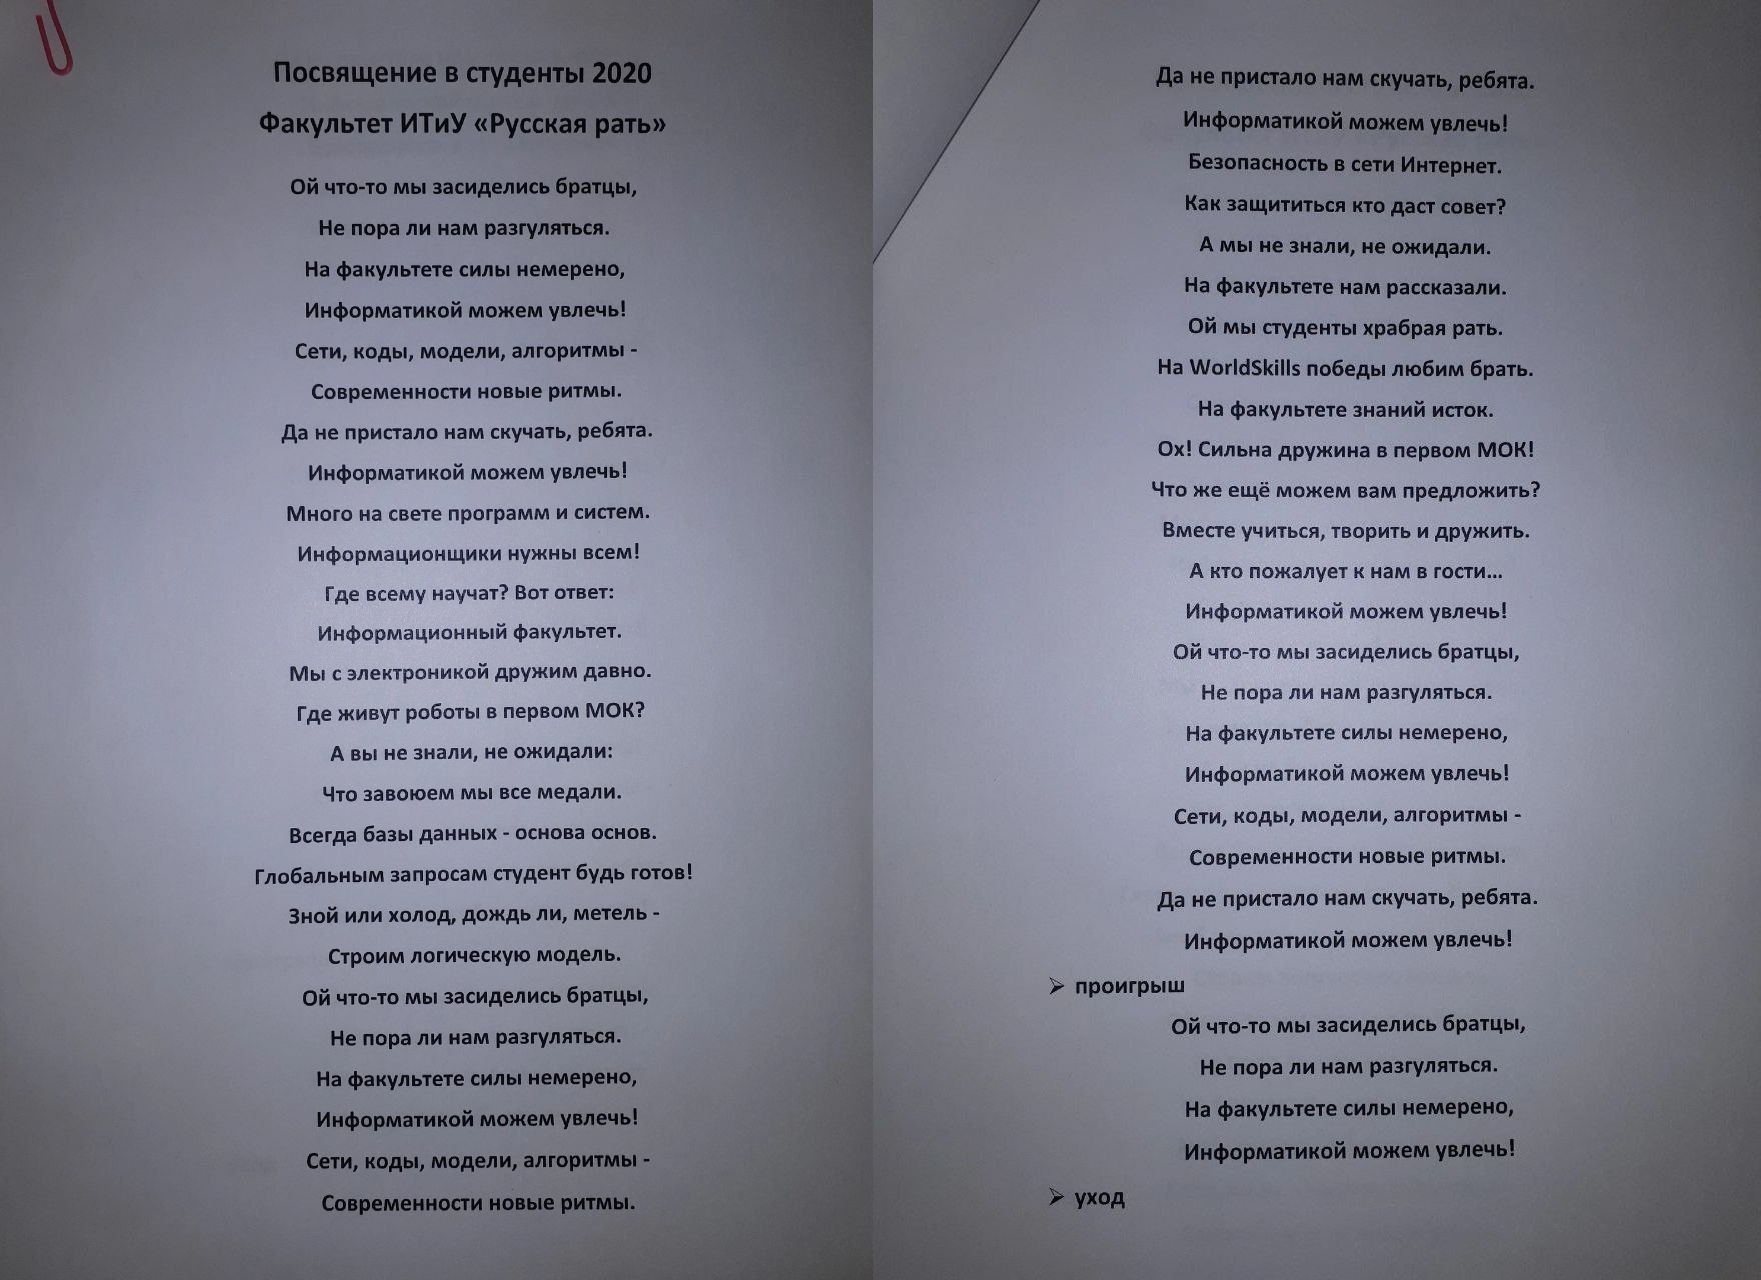 Посвящение в студенты 2020
Факультет ИТиУ «Русская рать»
Ой что-то мы засиделись братцы,
Не пора ли нам разгуляться.
На факультете силы немерено,
Информатикой можем увлечь!
Сети, коды, модели, алгоритмы -
Современности новые ритмы.
Да не пристало нам скучать, ребята.
Информатикой можем увлечь!
Много на свете программ и систем.
Информационщики нужны всем!
Где всему научат? Вот ответ:
Информационный факультет.
Мы с электроникой дружим давно.
Где живут роботы в первом МОК?
А вы не знали, не ожидали:
Что завоюем мы все медали.
Всегда базы данных - основа основ.
Глобальным запросам студент будь готов!
Зной или холод, дождь ли, метель -
Строим логическую модель.
Ой что-то мы засиделись братцы,
Не пора ли нам разгуляться.
На факультете силы немерено,
Информатикой можем увлечь!
Сети, коды, модели, алгоритмы -
Современности новые ритмы.
Да не пристало нам скучать, ребята.
Информатикой можем увлечь!
Безопасность в сети Интернет.
Как защититься кто даст совет?
А мы не знали, не ожидали.
На факультете нам рассказали.
Ой мы студенты храбрая рать.
На WorldSkills победы любим брать.
На факультете знаний исток.
Ох! Сильна дружина в первом МОК!
Что же ещё можем вам предложить?
Вместе учиться, творить и дружить.
А кто пожалует к нам в гости...
Информатикой можем увлечь!
Ой что-то мы засиделись братцы,
Не пора ли нам разгуляться.
На факультете силы немерено,
Информатикой можем увлечь!
Сети, коды, модели, алгоритмы -
Современности новые ритмы.
Да не пристало нам скучать, ребята.
Информатикой можем увлечь!
➢ проигрыш
Ой что-то мы засиделись братцы,
Не пора ли нам разгуляться.
На факультете силы немерено,
Информатикой можем увлечь!
➢ уход